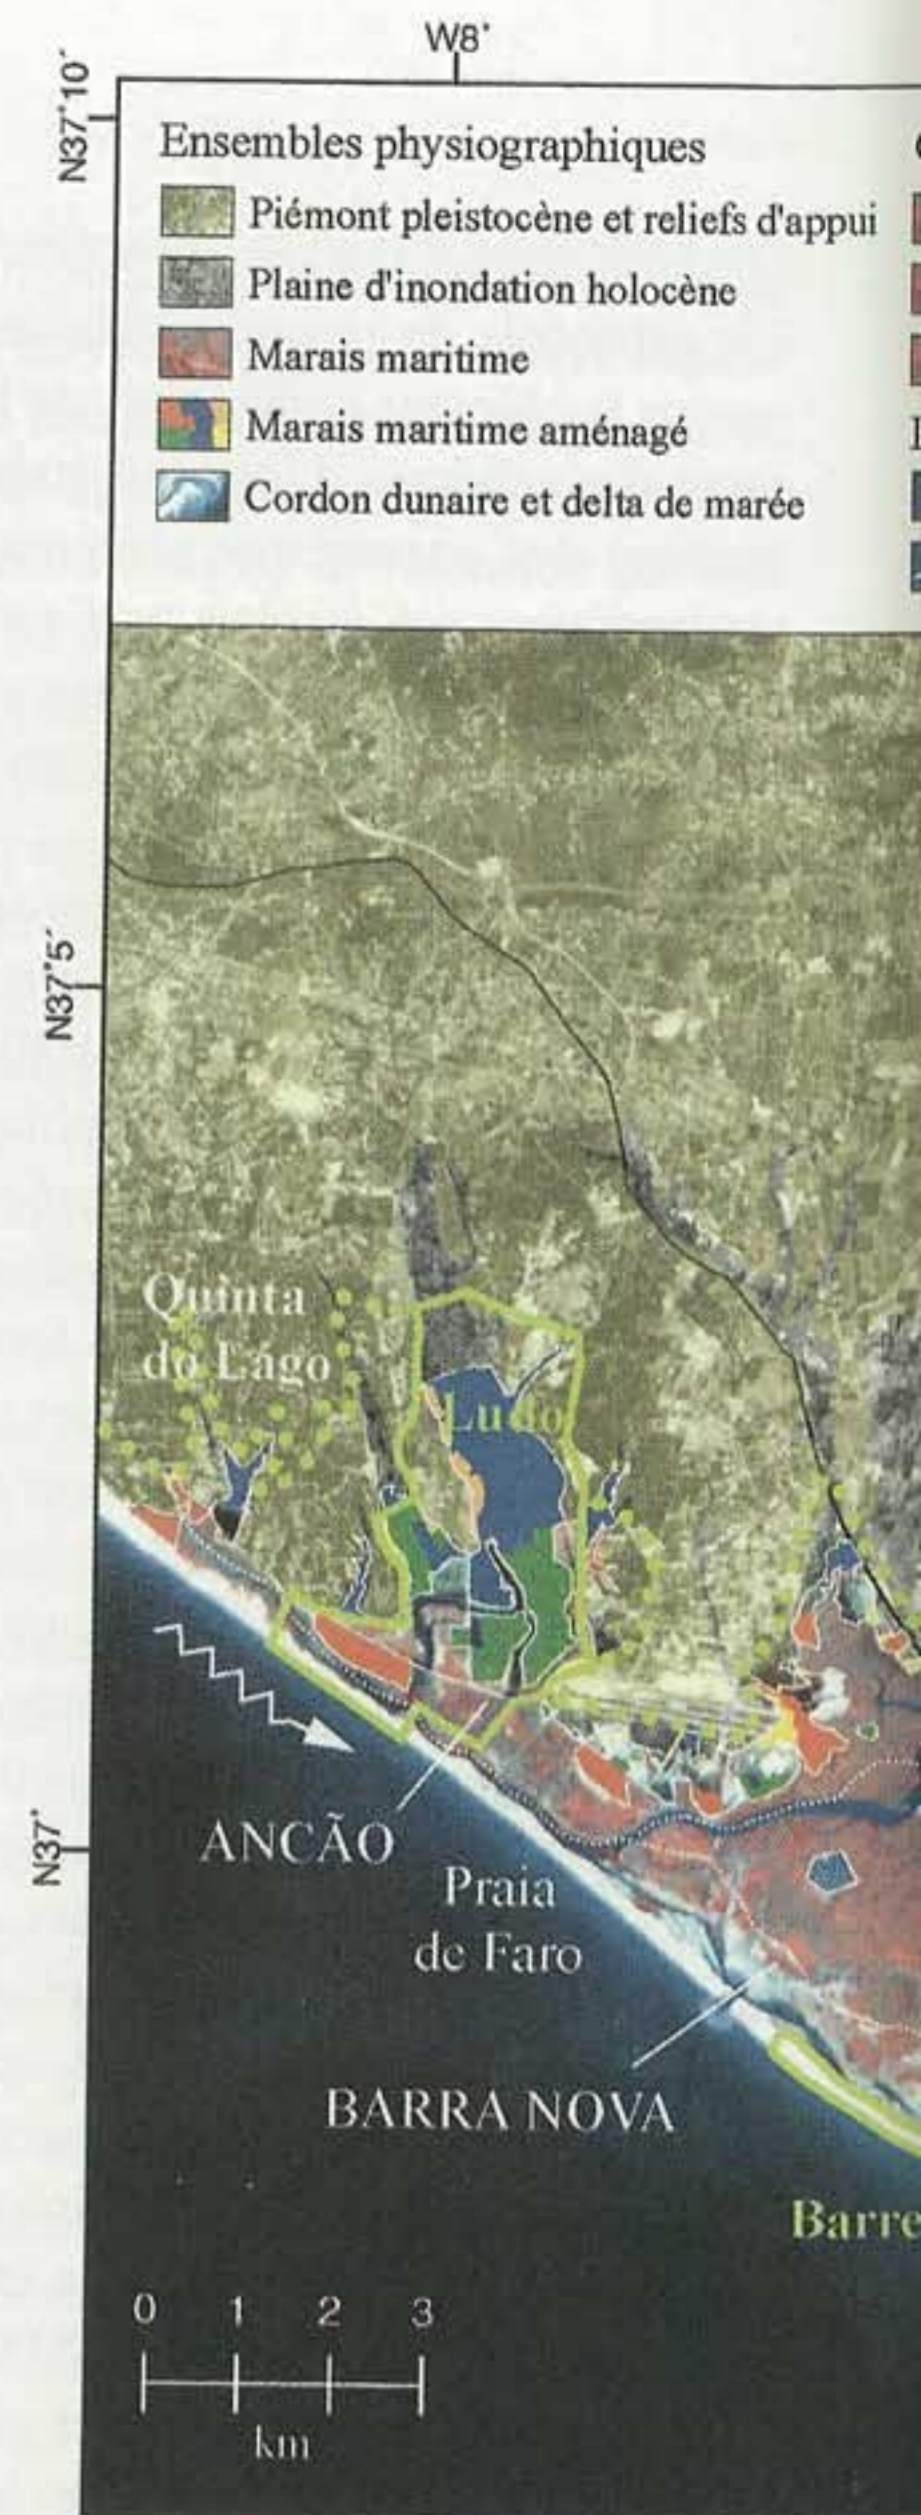 W8°
N37°10´
Ensembles physiographiques
Piémont pleistocène et reliefs d'appui
Plaine d'inondation holocène
Marais maritime
Marais maritime aménagé
Cordon dunaire et delta de marée
N37°5´
Quinta
do Lago
Ludo
N37°
ANCÃO
Praia
de Faro
BARRA NOVA
Barre
0 1 2 3
km